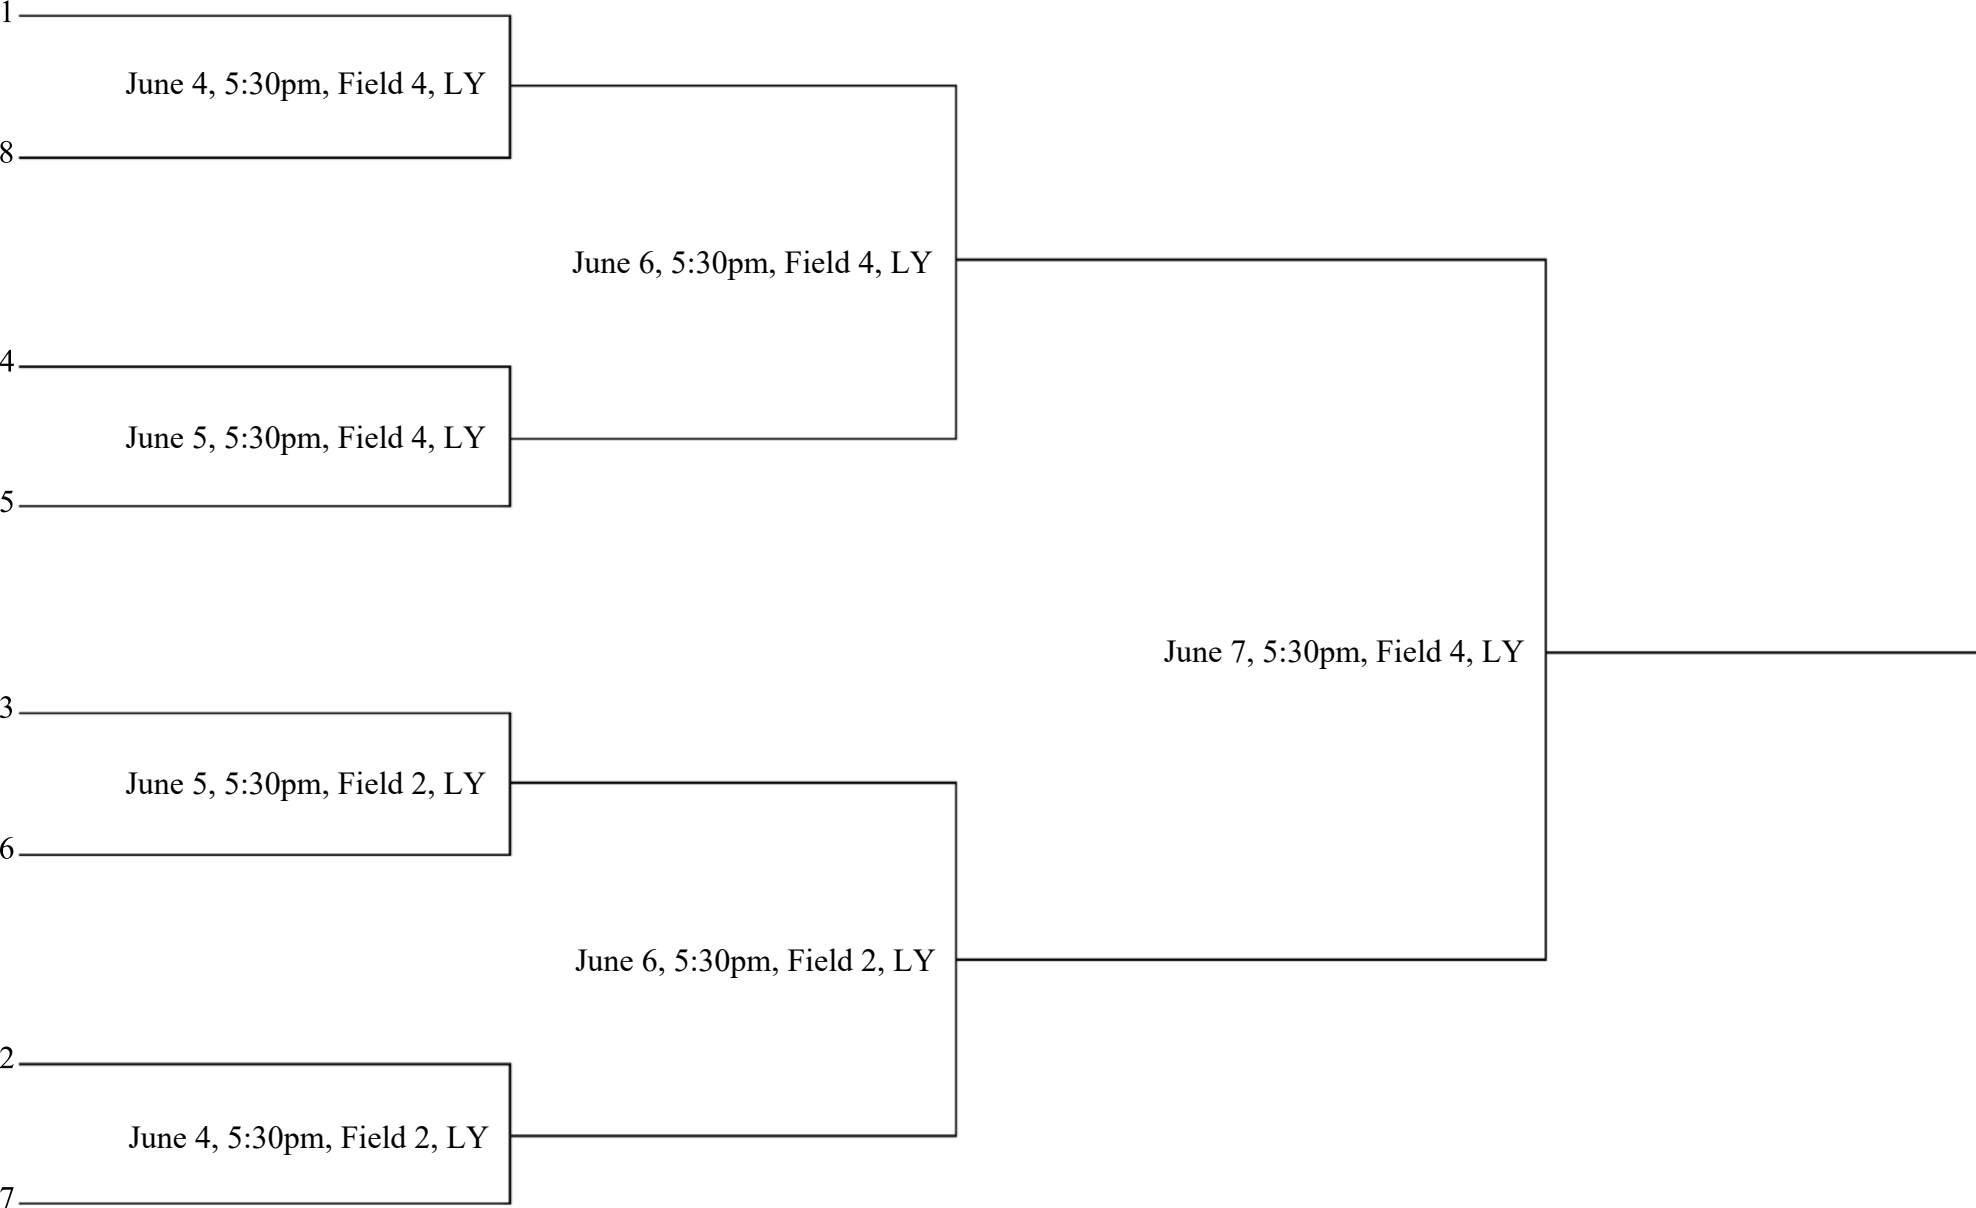 1
June 4, 5:30pm, Field 4, LY
8
June 6, 5:30pm, Field 4, LY
4
June 5, 5:30pm, Field 4, LY
5
June 7, 5:30pm, Field 4, LY
3
June 5, 5:30pm, Field 2, LY
6
June 6, 5:30pm, Field 2, LY
2
June 4, 5:30pm, Field 2, LY
7